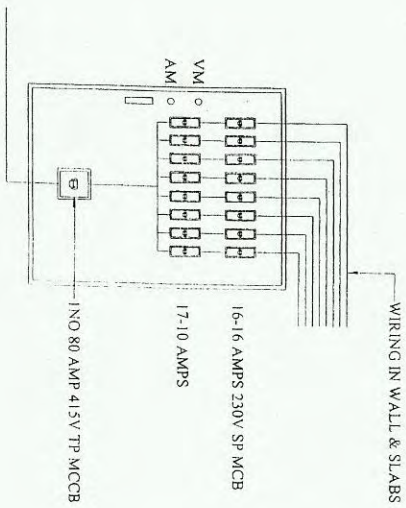 WIRING IN WALL & SLABS
VM
AM
16-16 AMPS 230V SP MCB
17-10 AMPS
1NO 80 AMP 415V TP MCCB